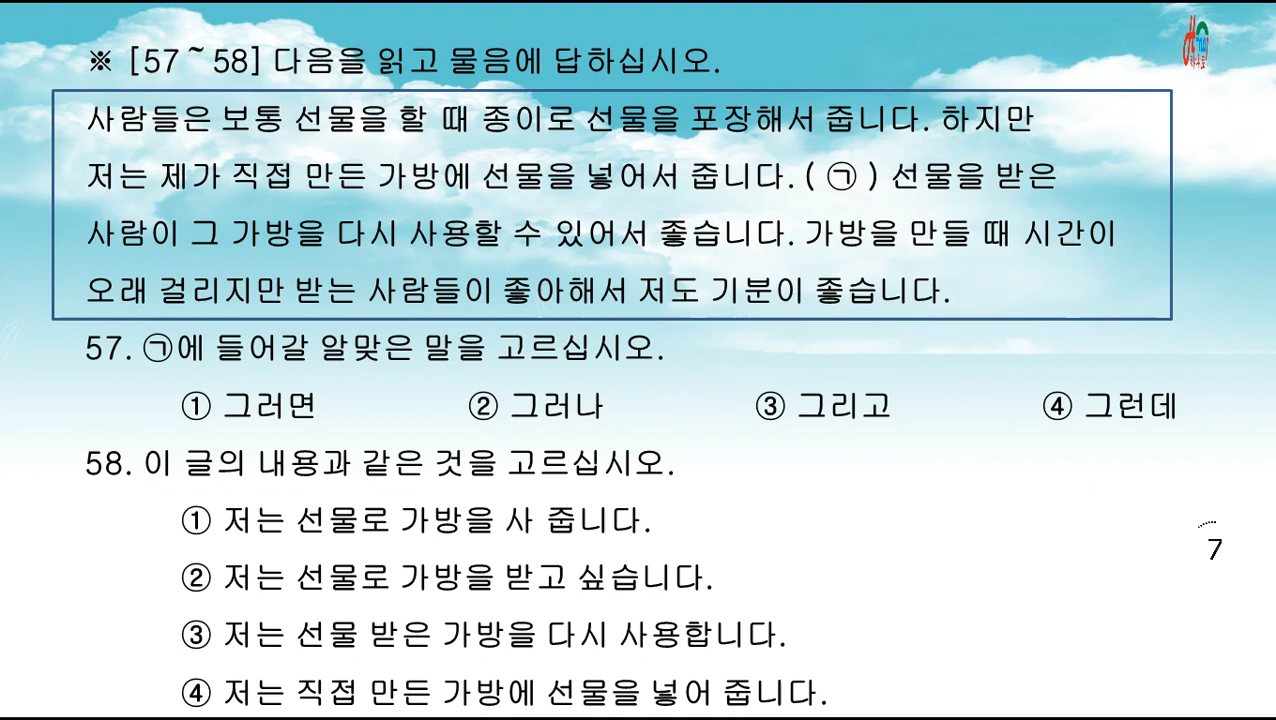 ※ [57 ~ 58] 다음을 읽고 물음에 답하십시오.
사람들은 보통 선물을 할 때 종이로 선물을 포장해서 줍니다. 하지만
저는 제가 직접 만든 가방에 선물을 넣어서 줍니다. ( ㉠ ) 선물을 받은
사람이 그 가방을 다시 사용할 수 있어서 좋습니다. 가방을 만들 때 시간이
오래 걸리지만 받는 사람들이 좋아해서 저도 기분이 좋습니다.
57. ㉠에 들어갈 알맞은 말을 고르십시오.
① 그러면 ② 그러나 ③ 그리고 ④ 그런데
58. 이 글의 내용과 같은 것을 고르십시오.
① 저는 선물로 가방을 사 줍니다.
② 저는 선물로 가방을 받고 싶습니다.
③ 저는 선물 받은 가방을 다시 사용합니다.
7
④ 저는 직접 만든 가방에 선물을 넣어 줍니다.